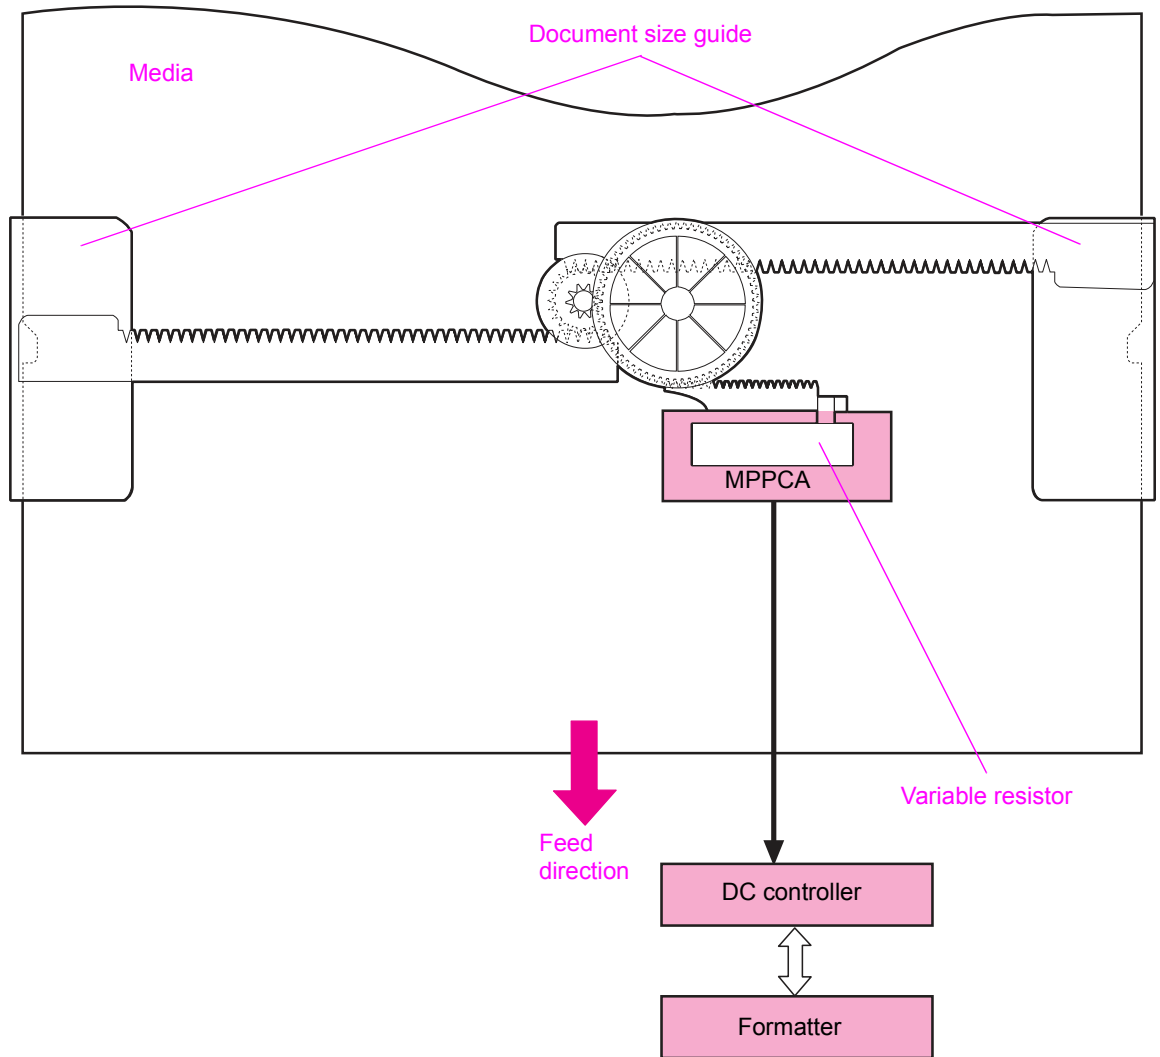 Document size guide
Media
MPPCA
Variable resistor
Feed
direction
DC controller
Formatter